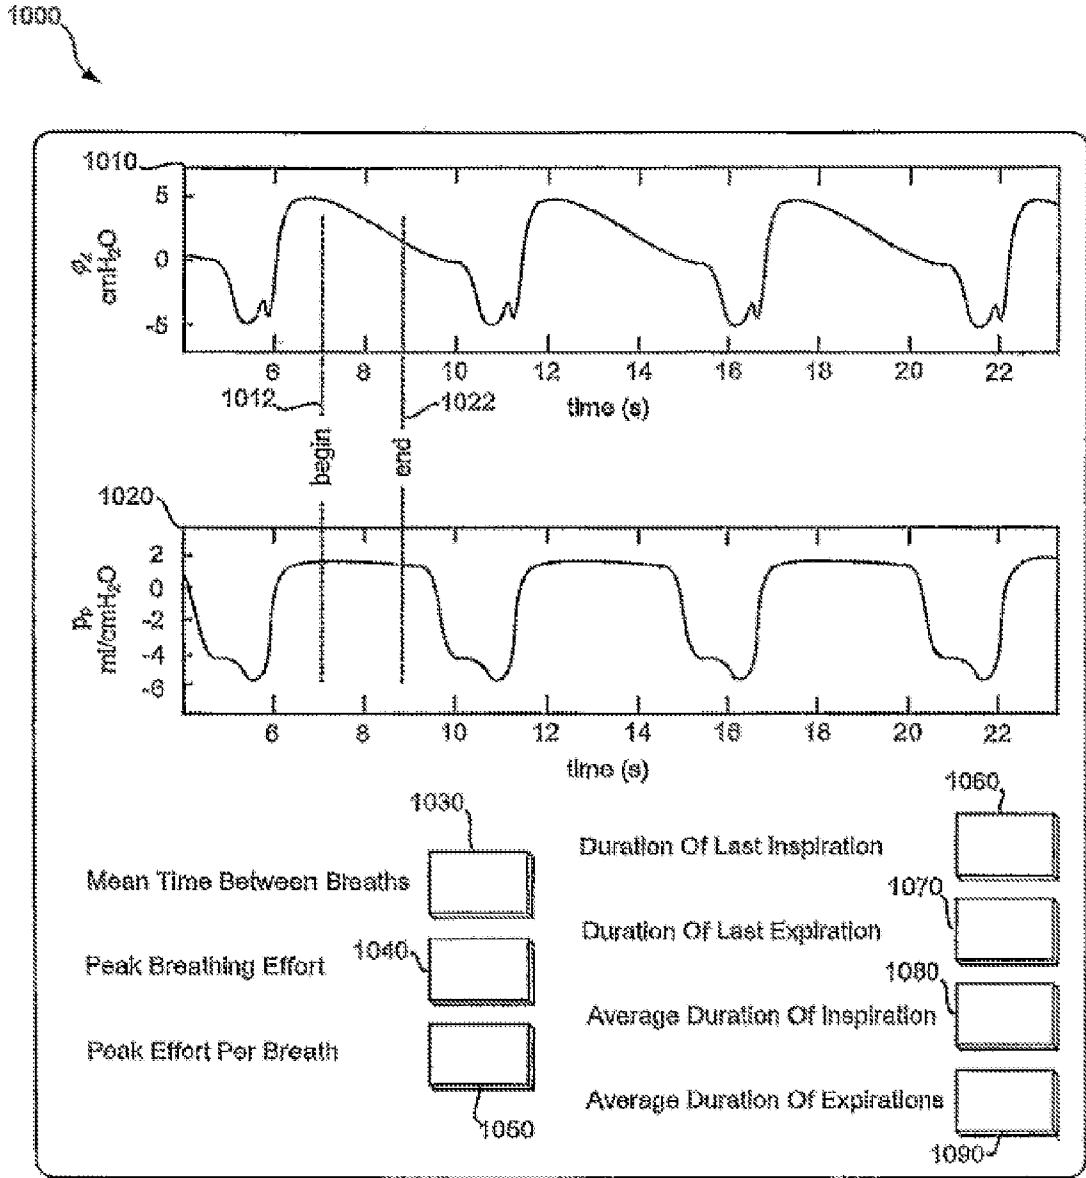 1000
1010
5
0
-5
φz
cmH₂O
6 8 10 12 14 16 18 20 22
time (s)
1012
1022
begin
end
1020
2
0
-2
-4
-6
Pp
ml/cmH₂O
6 8 10 12 14 16 18 20 22
time (s)
1030
Mean Time Between Breaths
1040
Peak Breathing Effort
Peak Effort Per Breath
1050
1060
Duration Of Last Inspiration
1070
Duration Of Last Expiration
1080
Average Duration Of Inspiration
Average Duration Of Expirations
1090